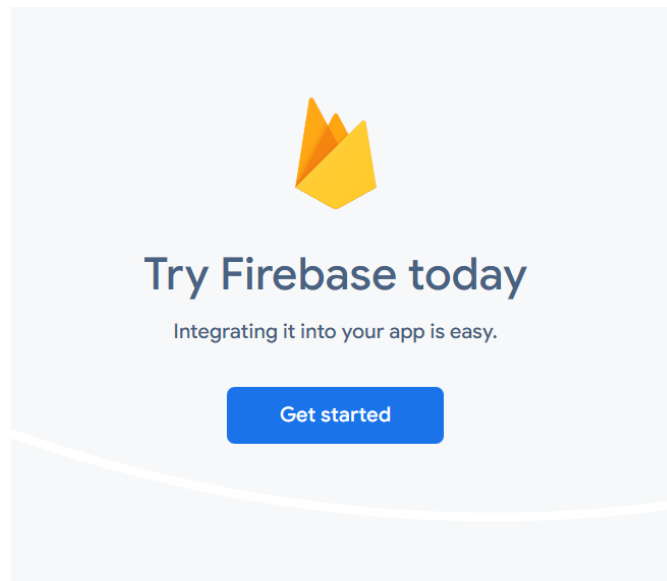 Try Firebase today
Integrating it into your app is easy.
Get started